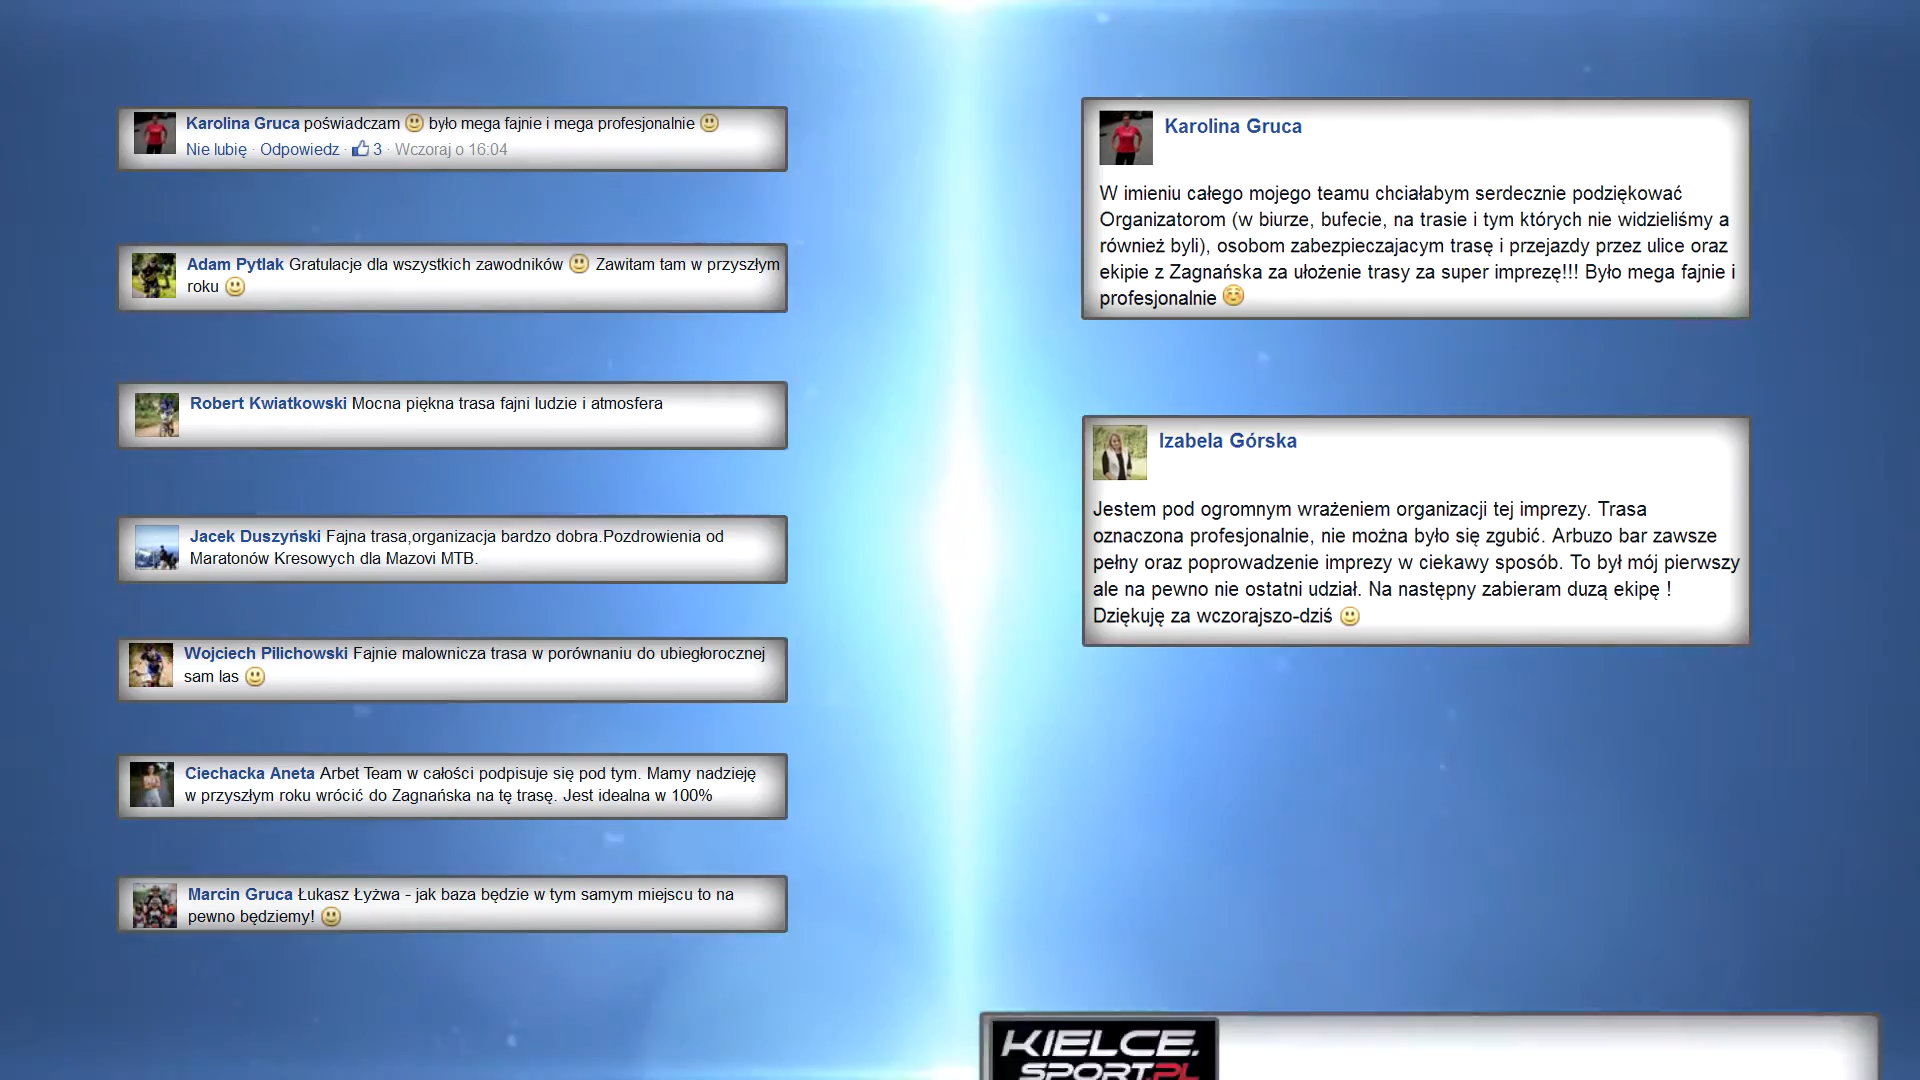 Karolina Gruca poświadczam 🙂 było mega fajnie i mega profesjonalnie 🙂
Nie lubię · Odpowiedz · 3 · Wczoraj o 16:04
Adam Pytlak Gratulacje dla wszystkich zawodników 🙂 Zawitam tam w przyszłym
roku 🙂
Robert Kwiatkowski Mocna piękna trasa fajni ludzie i atmosfera
Jacek Duszyński Fajna trasa,organizacja bardzo dobra.Pozdrowienia od
Maratonów Kresowych dla Mazovi MTB.
Wojciech Pilichowski Fajnie malownicza trasa w porównaniu do ubiegłorocznej
sam las 🙂
Ciechacka Aneta Arbet Team w całości podpisuje się pod tym. Mamy nadzieję
w przyszłym roku wrócić do Zagnańska na tę trasę. Jest idealna w 100%
Marcin Gruca Łukasz Łyżwa - jak baza będzie w tym samym miejscu to na
pewno będziemy! 🙂
Karolina Gruca
W imieniu całego mojego teamu chciałabym serdecznie podziękować
Organizatorom (w biurze, bufecie, na trasie i tym których nie widzieliśmy a
również byli), osobom zabezpieczajacym trasę i przejazdy przez ulice oraz
ekipie z Zagnańska za ułożenie trasy za super imprezę!!! Było mega fajnie i
profesjonalnie ☺
Izabela Górska
Jestem pod ogromnym wrażeniem organizacji tej imprezy. Trasa
oznaczona profesjonalnie, nie można było się zgubić. Arbuzo bar zawsze
pełny oraz poprowadzenie imprezy w ciekawy sposób. To był mój pierwszy
ale na pewno nie ostatni udział. Na następny zabieram duzą ekipę !
Dziękuję za wczorajszo-dziś 🙂
KIELCE.
SPORT.PL